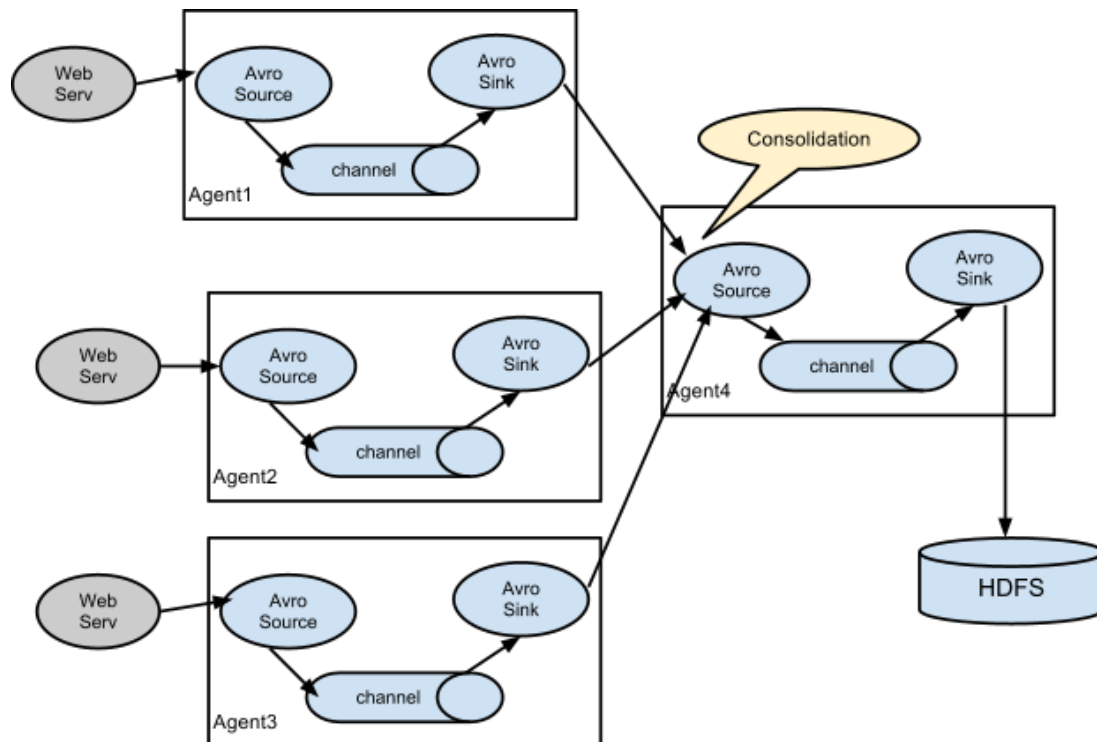 Web
Serv
Avro
Source
Avro
Sink
channel
Agent1
Consolidation
Web
Serv
Avro
Source
Avro
Sink
channel
Agent2
Avro
Source
Avro
Sink
channel
Agent4
Web
Serv
Avro
Source
Avro
Sink
channel
Agent3
HDFS